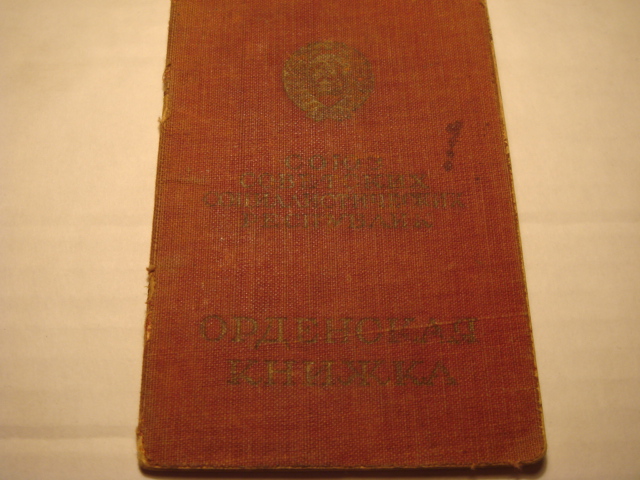 СОЮЗ
СОВЕТСКИХ
СОЦИАЛИСТИЧЕСКИХ
РЕСПУБЛИК
ОРДЕНСКАЯ
КНИЖКА